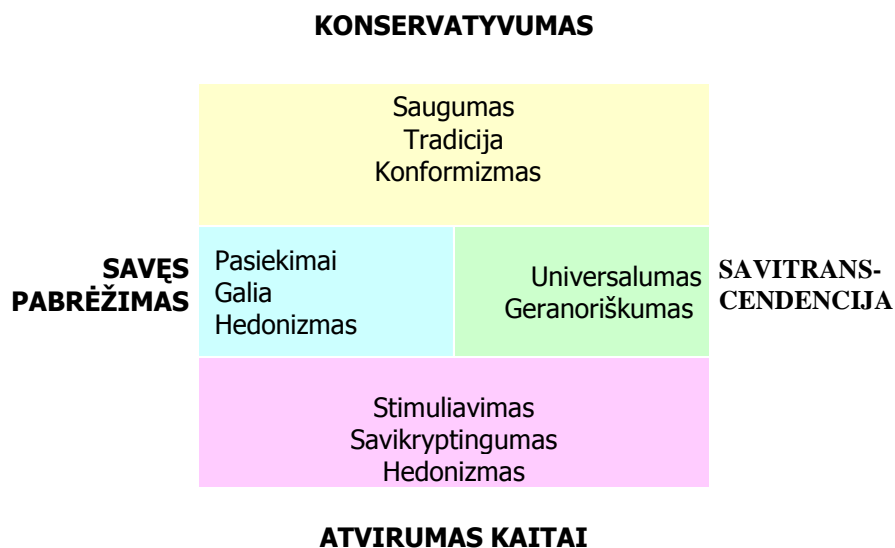 KONSERVATYVUMAS
Saugumas
Tradicija
Konformizmas
SAVĘS
PABRĖŽIMAS
Pasiekimai
Galia
Hedonizmas
Universalumas
Geranoriškumas
SAVITRANS-
CENDENCIJA
Stimuliavimas
Savikryptingumas
Hedonizmas
ATVIRUMAS KAITAI